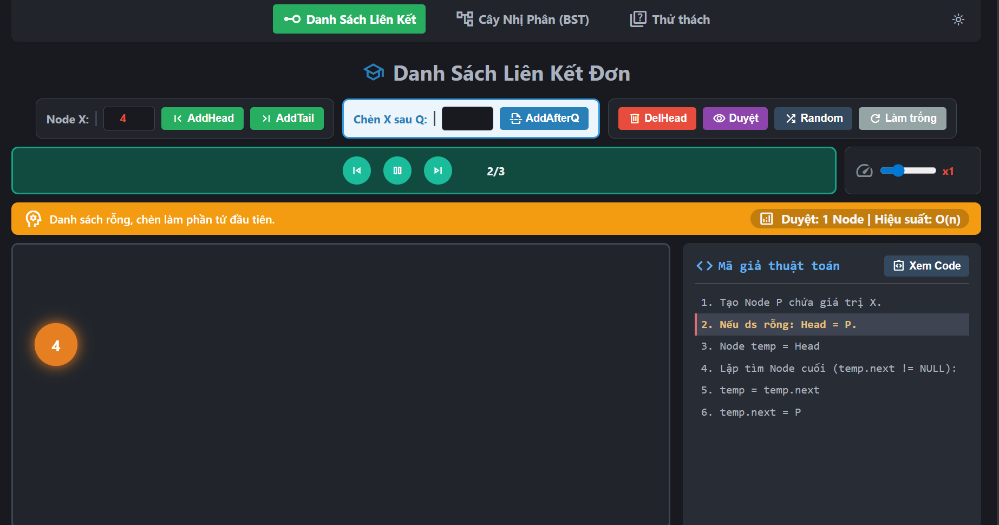 Danh Sách Liên Kết
Cây Nhị Phân (BST)
Thử thách
Danh Sách Liên Kết Đơn
Node X:
4
AddHead
AddTail
Chèn X sau Q:
AddAfterQ
DelHead
Duyệt
Random
Làm trống
2/3
x1
Danh sách rỗng, chèn làm phần tử đầu tiên.
Duyệt: 1 Node | Hiệu suất: O(n)
4
Mã giả thuật toán
Xem Code
1. Tạo Node P chứa giá trị X.
2. Nếu ds rỗng: Head = P.
3. Node temp = Head
4. Lặp tìm Node cuối (temp.next != NULL):
5. temp = temp.next
6. temp.next = P